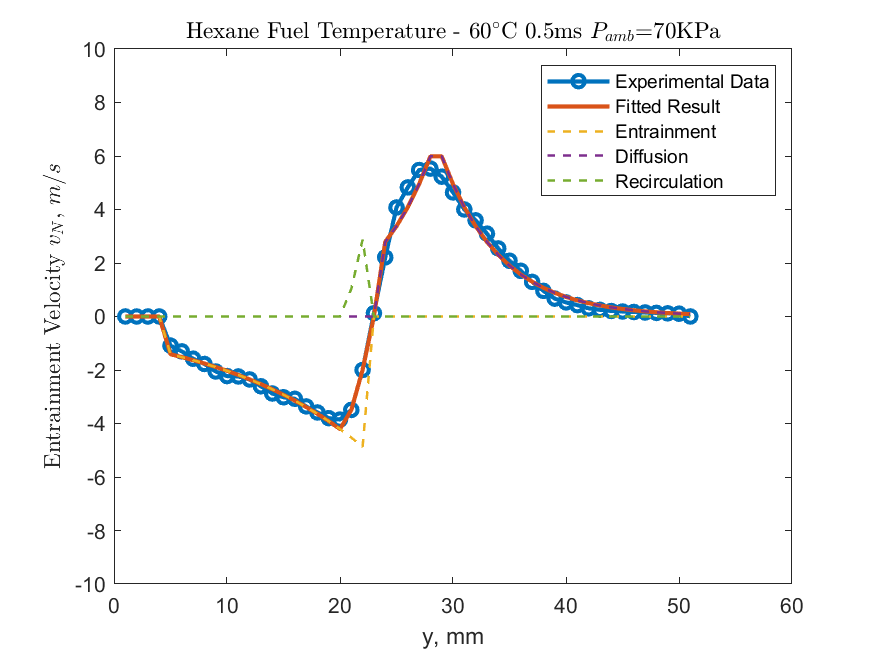 Hexane Fuel Temperature - 60°C 0.5ms P_amb=70KPa
Experimental Data
Fitted Result
Entrainment
Diffusion
Recirculation
Entrainment Velocity v_N, m/s
10
8
6
4
2
0
-2
-4
-6
-8
-10
0 10 20 30 40 50 60
y, mm